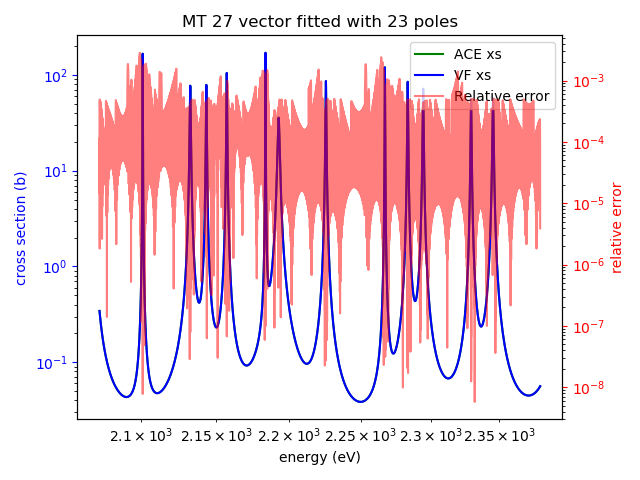 MT 27 vector fitted with 23 poles
ACE xs
VF xs
Relative error
10²
10¹
10⁰
10⁻¹
cross section (b)
10⁻³
10⁻⁴
10⁻⁵
10⁻⁶
10⁻⁷
10⁻⁸
relative error
2.1 × 10³ 2.15 × 10³ 2.2 × 10³ 2.25 × 10³ 2.3 × 10³ 2.35 × 10³
energy (eV)